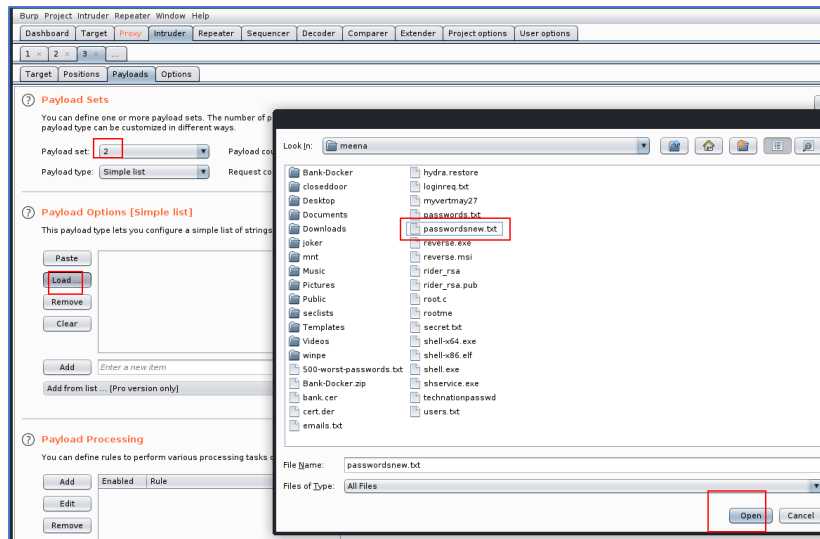 Burp Project Intruder Repeater Window Help
Dashboard Target Proxy Intruder Repeater Sequencer Decoder Comparer Extender Project options User options
1 × 2 × 3 × ...
Target Positions Payloads Options
? Payload Sets
You can define one or more payload sets. The number of p
payload type can be customized in different ways.
Payload set: 2 Payload cou
Payload type: Simple list Request co
? Payload Options [Simple list]
This payload type lets you configure a simple list of strings
Paste
Load ...
Remove
Clear
Add Enter a new item
Add from list ... [Pro version only]
? Payload Processing
You can define rules to perform various processing tasks o
Add Enabled Rule
Edit
Remove
Look In: meena
Bank-Docker
closeddoor
Desktop
Documents
Downloads
joker
mnt
Music
Pictures
Public
seclists
Templates
Videos
winpe
500-worst-passwords.txt
Bank-Docker.zip
bank.cer
cert.der
emails.txt
hydra.restore
loginreq.txt
myvertmay27
passwords.txt
passwordsnew.txt
reverse.exe
reverse.msi
rider_rsa
rider_rsa.pub
root.c
rootme
secret.txt
shell-x64.exe
shell-x86.elf
shell.exe
shservice.exe
technationpasswd
users.txt
File Name: passwordsnew.txt
Files of Type: All Files
Open Cancel